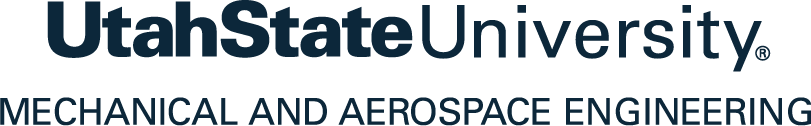 UtahStateUniversity®
MECHANICAL AND AEROSPACE ENGINEERING